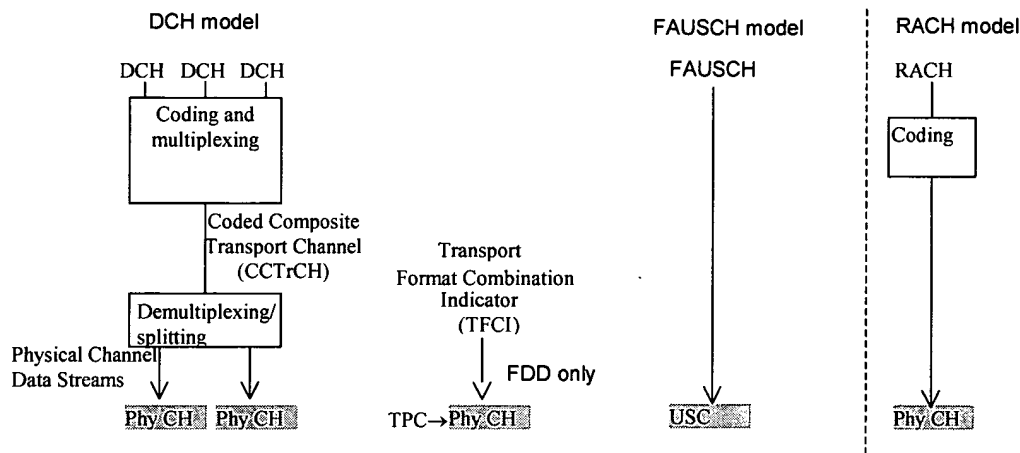 DCH model
DCH DCH DCH
Coding and
multiplexing
Coded Composite
Transport Channel
(CCTrCH)
Demultiplexing/
splitting
Physical Channel
Data Streams
Phy CH Phy CH
Transport
Format Combination
Indicator
(TFCI)
FDD only
TPC→ Phy CH
FAUSCH model
FAUSCH
USC
RACH model
RACH
Coding
Phy CH